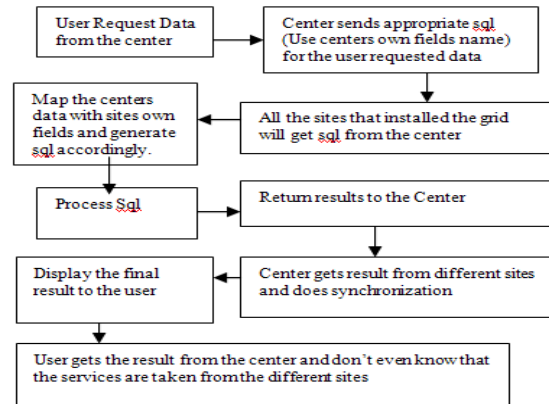 User Request Data
from the center
Center sends appropriate sql
(Use centers own fields name)
for the user requested data
Map the centers
data with sites own
fields and generate
sql accordingly.
All the sites that installed the grid
will get sql from the center
Process Sql
Return results to the Center
Display the final
result to the user
Center gets result from different sites
and does synchronization
User gets the result from the center and don't even know that
the services are taken from the different sites